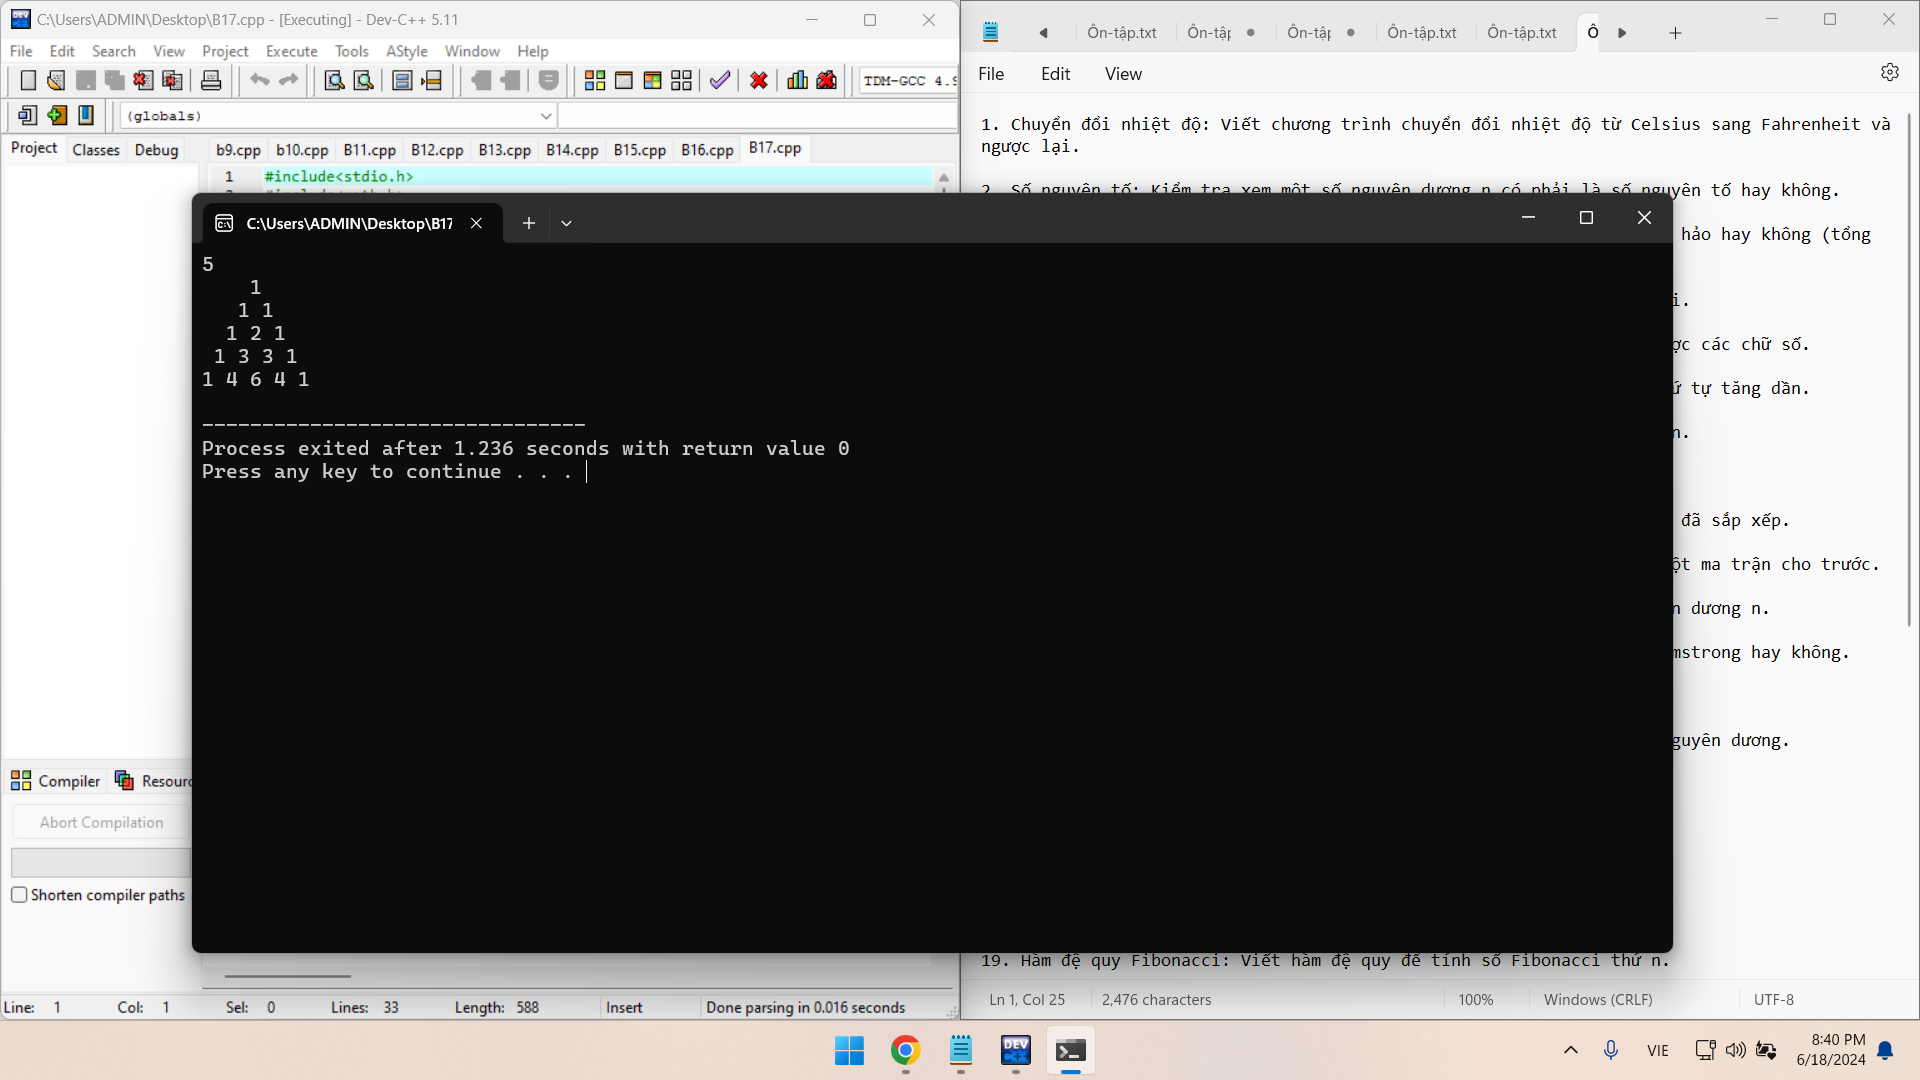 C:\Users\ADMIN\Desktop\B17.cpp - [Executing] - Dev-C++ 5.11
File Edit Search View Project Execute Tools AStyle Window Help
TDM-GCC 4.9
(globals)
Project Classes Debug
b9.cpp b10.cpp B11.cpp B12.cpp B13.cpp B14.cpp B15.cpp B16.cpp B17.cpp
1 #include<stdio.h>
Compiler Resourc
Abort Compilation
Shorten compiler paths
Line: 1 Col: 1 Sel: 0 Lines: 33 Length: 588 Insert Done parsing in 0.016 seconds
C:\Users\ADMIN\Desktop\B17
5
1
1 1
1 2 1
1 3 3 1
1 4 6 4 1
--------------------------------
Process exited after 1.236 seconds with return value 0
Press any key to continue . . .
Ôn-tập.txt Ôn-tập Ôn-tập Ôn-tập.txt Ôn-tập.txt Ô
File Edit View
1. Chuyển đổi nhiệt độ: Viết chương trình chuyển đổi nhiệt độ từ Celsius sang Fahrenheit và
ngược lại.
2. Số nguyên tố: Kiểm tra xem một số nguyên dương n có phải là số nguyên tố hay không.
hảo hay không (tổng
i.
ợc các chữ số.
ứ tự tăng dần.
n.
đã sắp xếp.
ột ma trận cho trước.
n dương n.
mstrong hay không.
guyên dương.
19. Hàm đệ quy Fibonacci: Viết hàm đệ quy để tính số Fibonacci thứ n.
Ln 1, Col 25 2,476 characters 100% Windows (CRLF) UTF-8
DEV
VIE
8:40 PM
6/18/2024